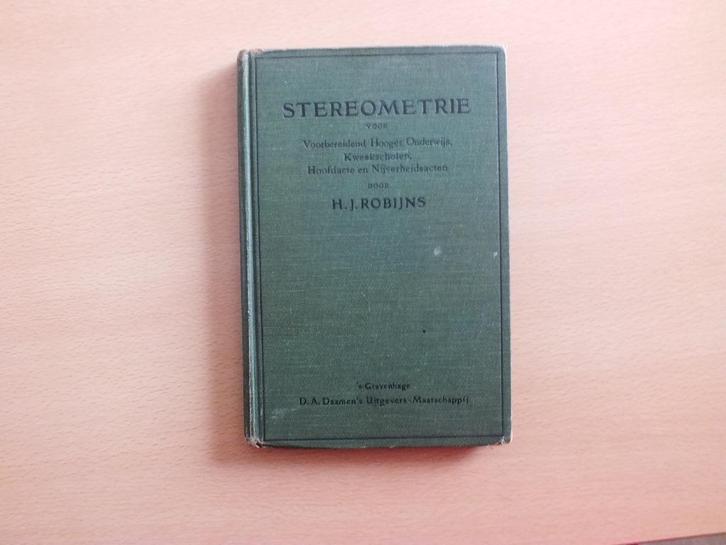 STEREOMETRIE
VOOR
Voorbereidend Hooger Onderwijs,
Kweekscholen,
Hoofdacte en Nijverheidsacten
DOOR
H. J. ROBIJNS
's-Gravenhage
D. A. Daamen's Uitgevers-Maatschappij